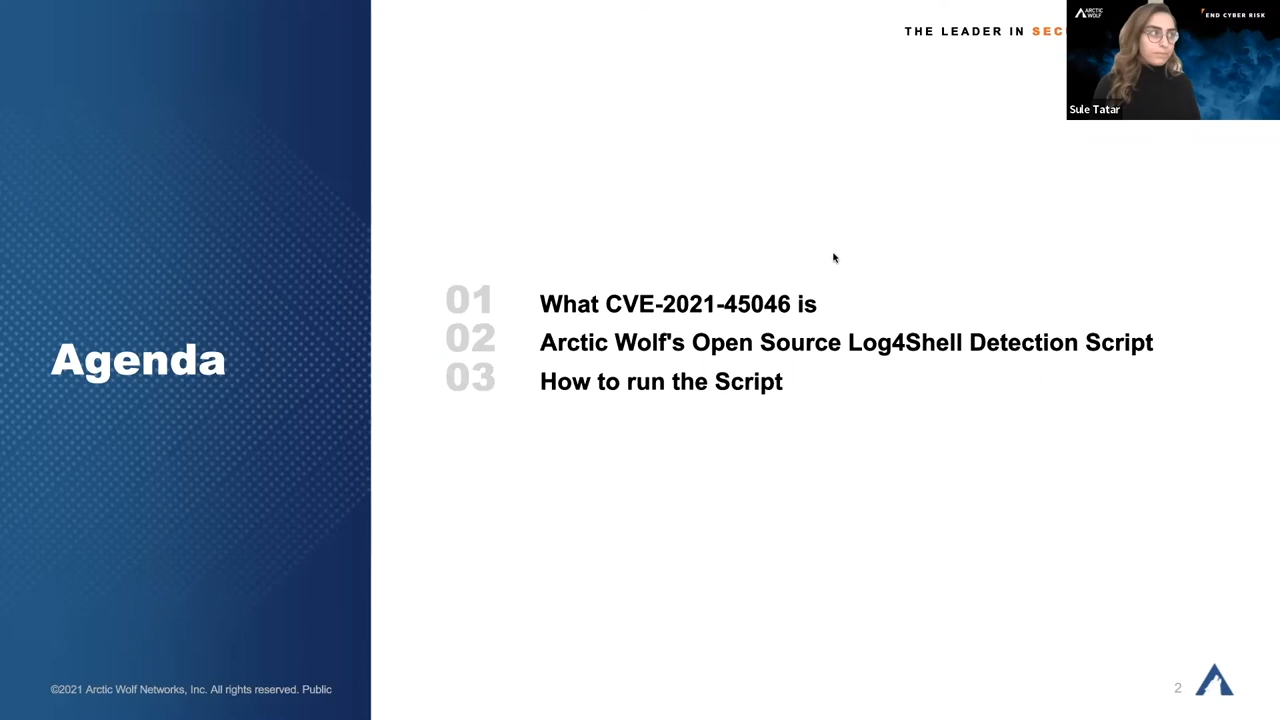 THE LEADER IN SEC
ARCTIC
WOLF
END CYBER RISK
Sule Tatar
Agenda
01 What CVE-2021-45046 is
02 Arctic Wolf's Open Source Log4Shell Detection Script
03 How to run the Script
©2021 Arctic Wolf Networks, Inc. All rights reserved. Public
2